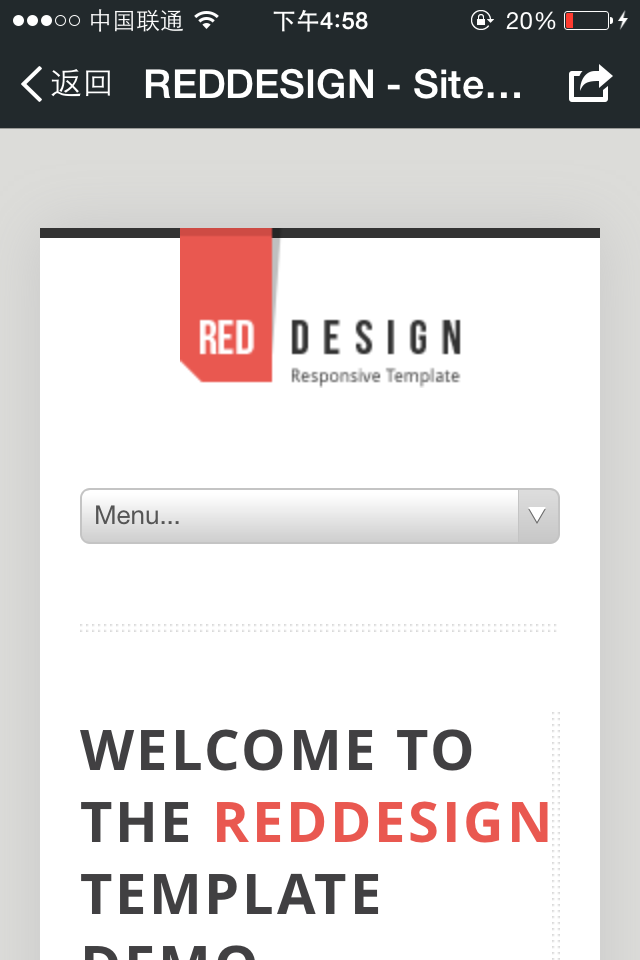 中国联通 下午4:58 20%
返回 REDDESIGN - Site...
RED DESIGN
Responsive Template
Menu...
WELCOME TO
THE REDDESIGN
TEMPLATE
DEMO